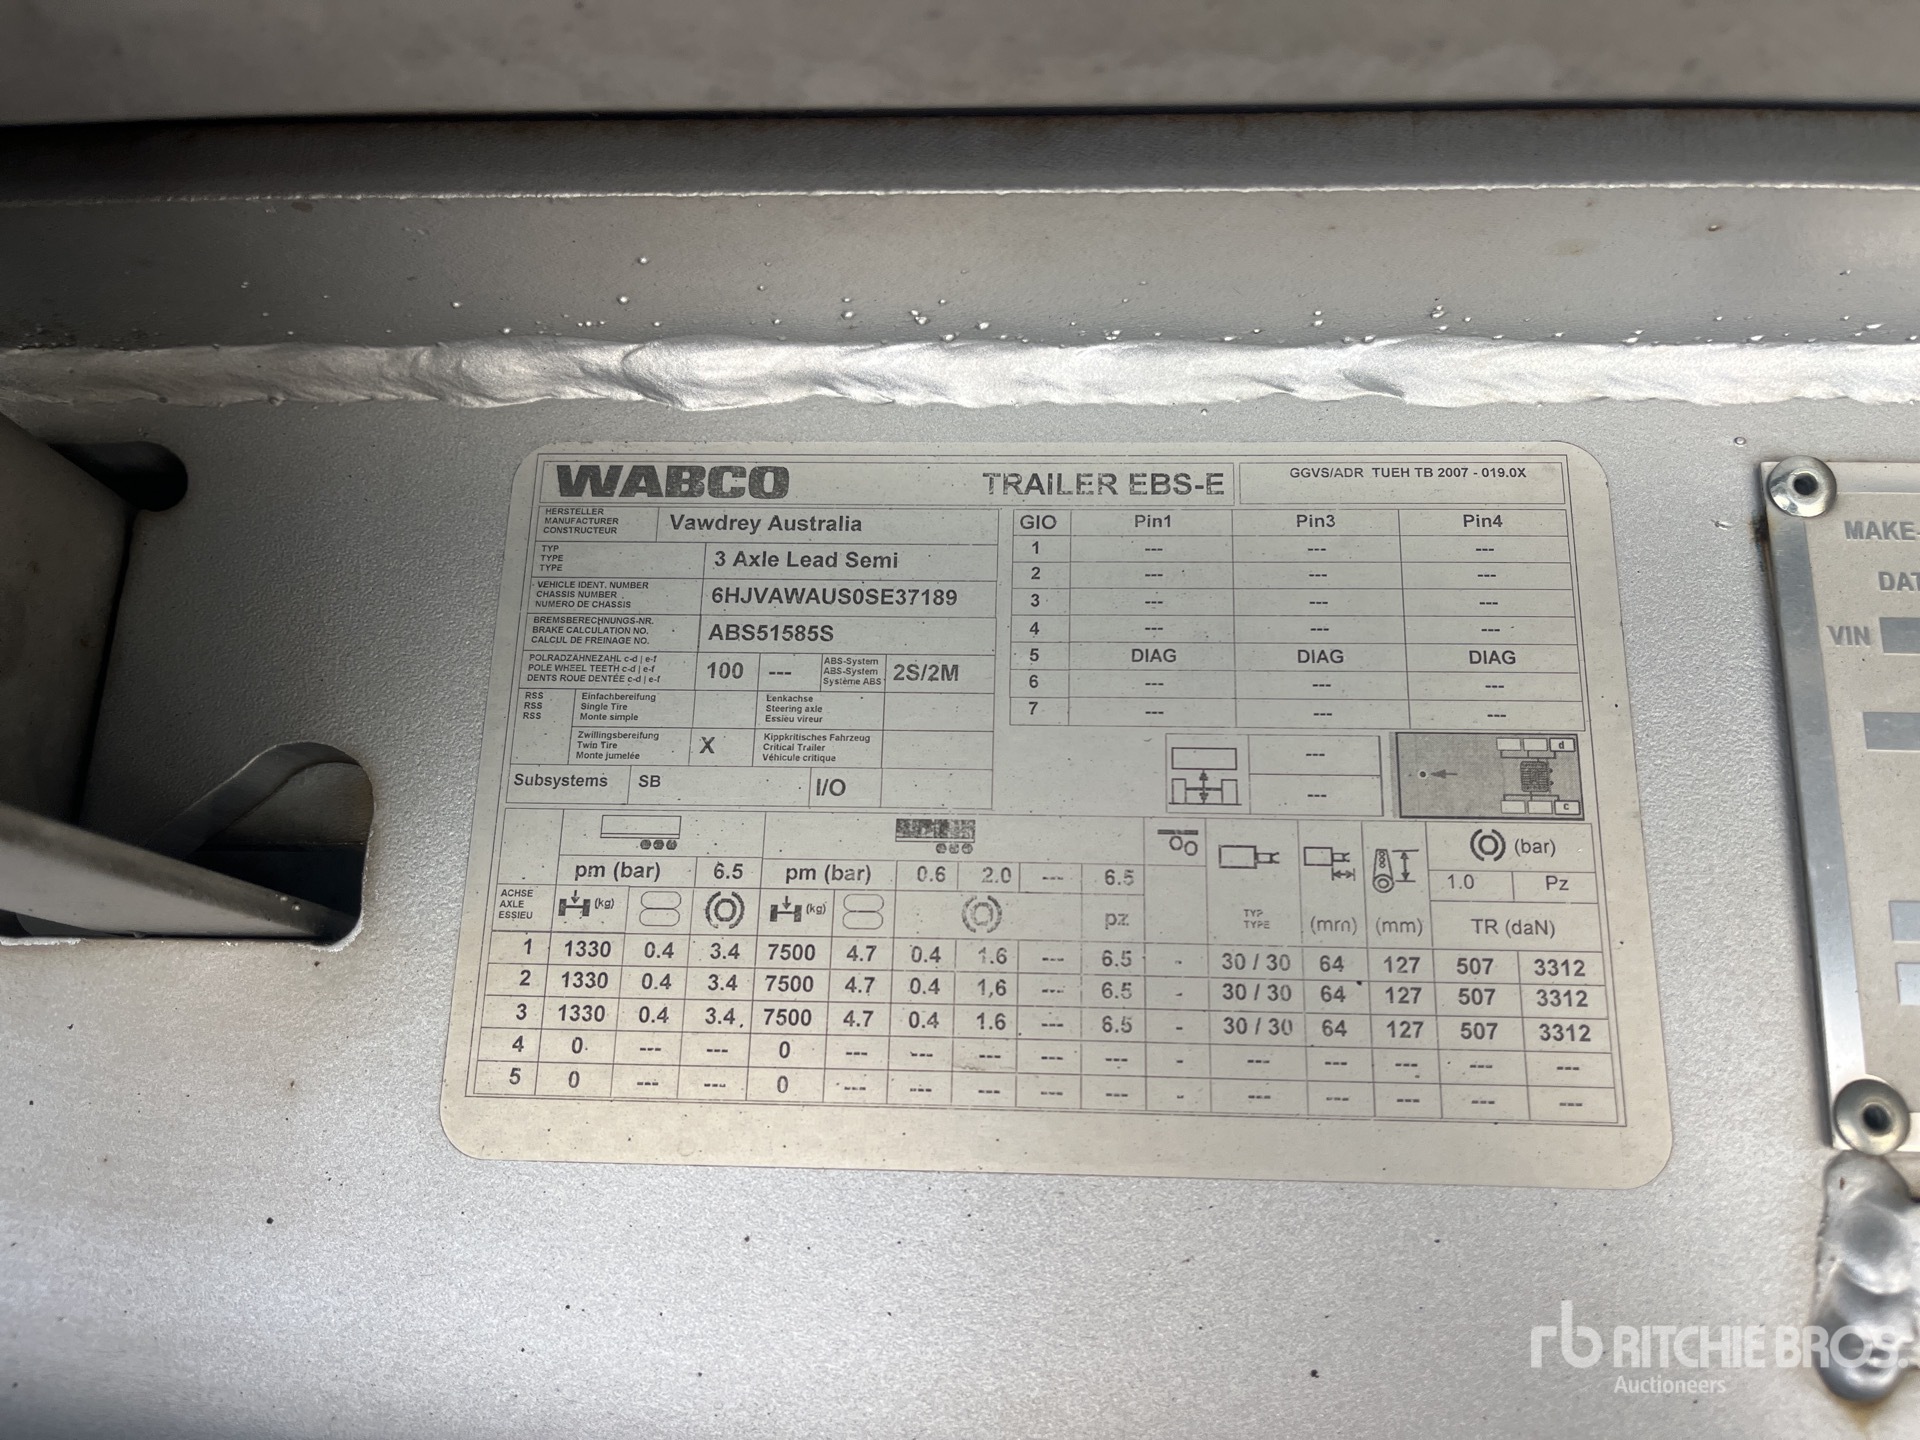 WABCO TRAILER EBS-E GGVS/ADR TUEH TB 2007 - 019.0X
HERSTELLER
MANUFACTURER
CONSTRUCTEUR
Vawdrey Australia
TYP
TYPE
TYPE
3 Axle Lead Semi
VEHICLE IDENT. NUMBER
CHASSIS NUMBER
NUMERO DE CHASSIS
6HJVAWAUS0SE37189
BREMSBERECHNUNGS-NR.
BRAKE CALCULATION NO.
CALCUL DE FREINAGE NO.
ABS51585S
POLRADZÄHNEZAHL c-d | e-f
POLE WHEEL TEETH c-d | e-f
DENTS ROUE DENTÉE c-d | e-f
100 ---
ABS-System
ABS-System
Système ABS
2S/2M
RSS
RSS
RSS
Einfachbereifung
Single Tire
Monte simple
Lenkachse
Steering axle
Essieu vireur
Zwillingsbereifung
Twin Tire
Monte jumelée
X
Kippkritisches Fahrzeug
Critical Trailer
Véhicule critique
Subsystems SB I/O
GIO Pin1 Pin3 Pin4
1 --- --- ---
2 --- --- ---
3 --- --- ---
4 --- --- ---
5 DIAG DIAG DIAG
6 --- --- ---
7 --- --- ---
---
---
d
c
pm (bar) 6.5 pm (bar) 0.6 2.0 --- 6.5
(bar)
1.0 Pz
ACHSE
AXLE
ESSIEU
(kg) (kg) pz
TYP
TYPE
(mm) (mm) TR (daN)
1 1330 0.4 3.4 7500 4.7 0.4 1.6 --- 6.5 - 30 / 30 64 127 507 3312
2 1330 0.4 3.4 7500 4.7 0.4 1,6 --- 6.5 - 30 / 30 64 127 507 3312
3 1330 0.4 3.4 7500 4.7 0.4 1.6 --- 6.5 - 30 / 30 64 127 507 3312
4 0 --- --- 0 --- --- --- --- --- - --- --- --- --- ---
5 0 --- --- 0 --- --- --- --- --- - --- --- --- --- ---
MAKE
DAT
VIN
rb RITCHIE BROS.
Auctioneers